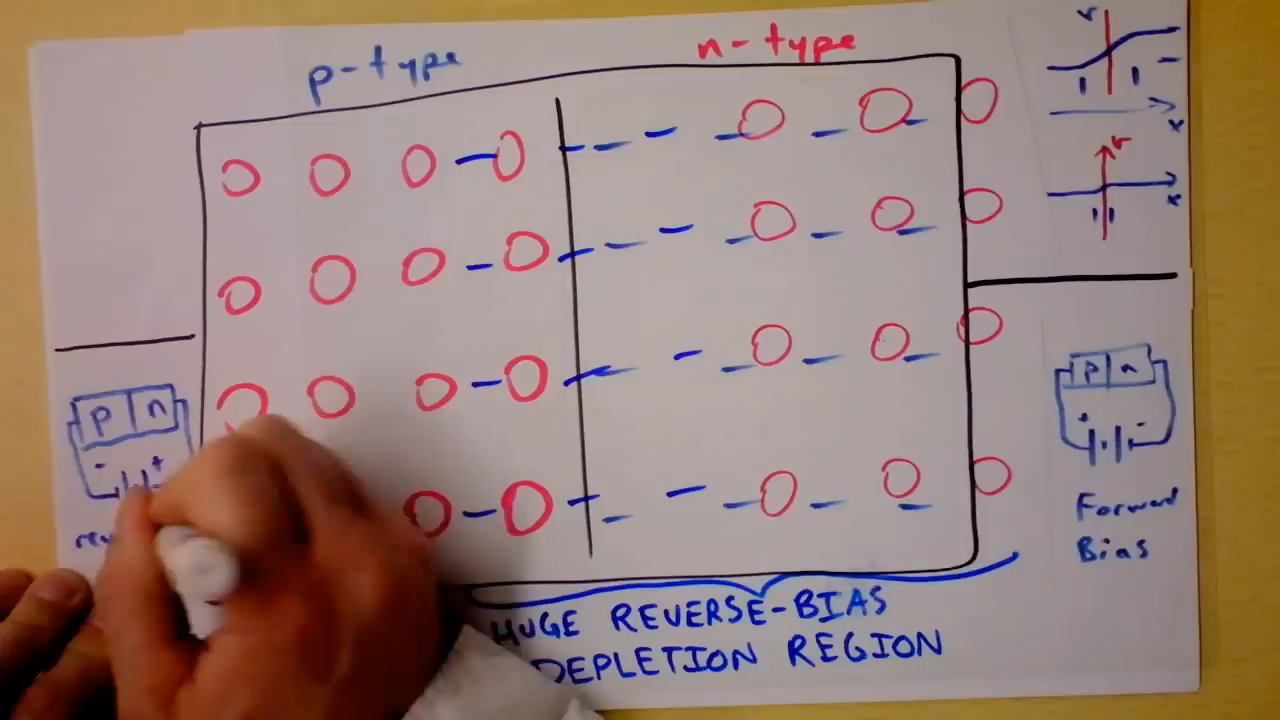 p-type
n-type
V
x
V
x
p n
- +
p n
+ -
Forward
Bias
HUGE REVERSE-BIAS
DEPLETION REGION